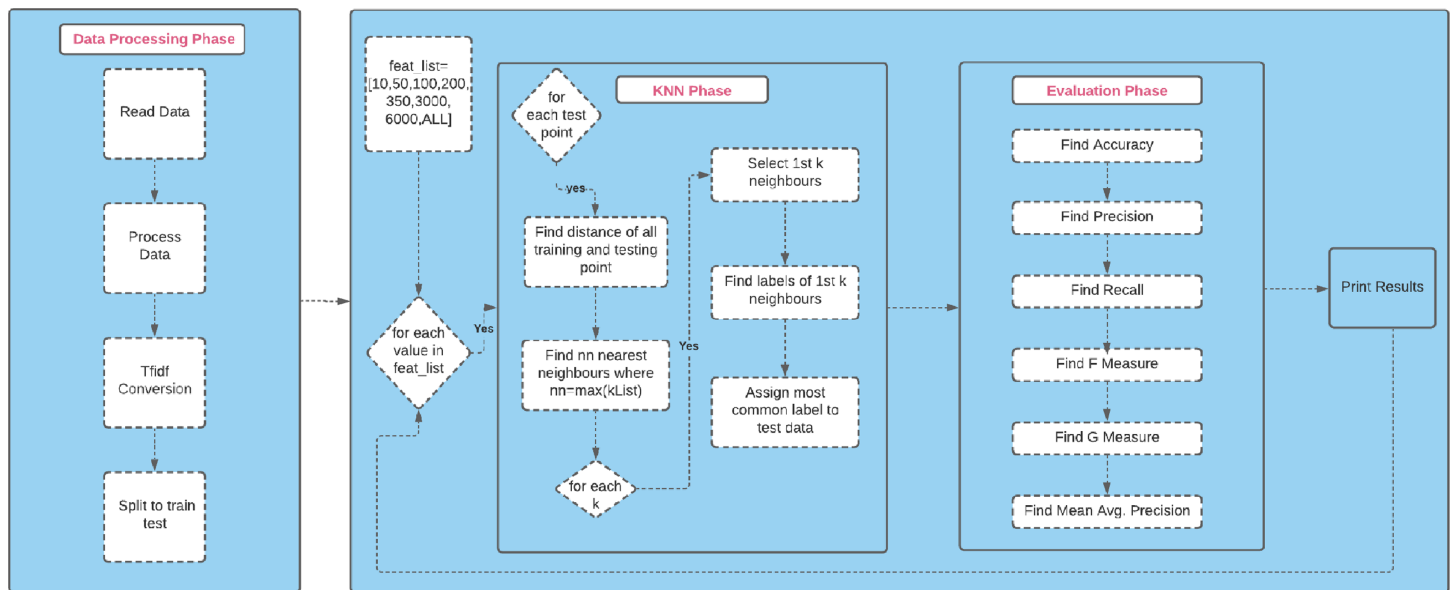 Data Processing Phase
Read Data
Process
Data
Tfidf
Conversion
Split to train
test
feat_list=
[10,50,100,200,
350,3000,
6000,ALL]
for each
value in
feat_list
Yes
KNN Phase
for
each test
point
yes
Find distance of all
training and testing
point
Find nn nearest
neighbours where
nn=max(kList)
for each
k
Yes
Select 1st k
neighbours
Find labels of 1st k
neighbours
Assign most
common label to
test data
Evaluation Phase
Find Accuracy
Find Precision
Find Recall
Find F Measure
Find G Measure
Find Mean Avg. Precision
Print Results